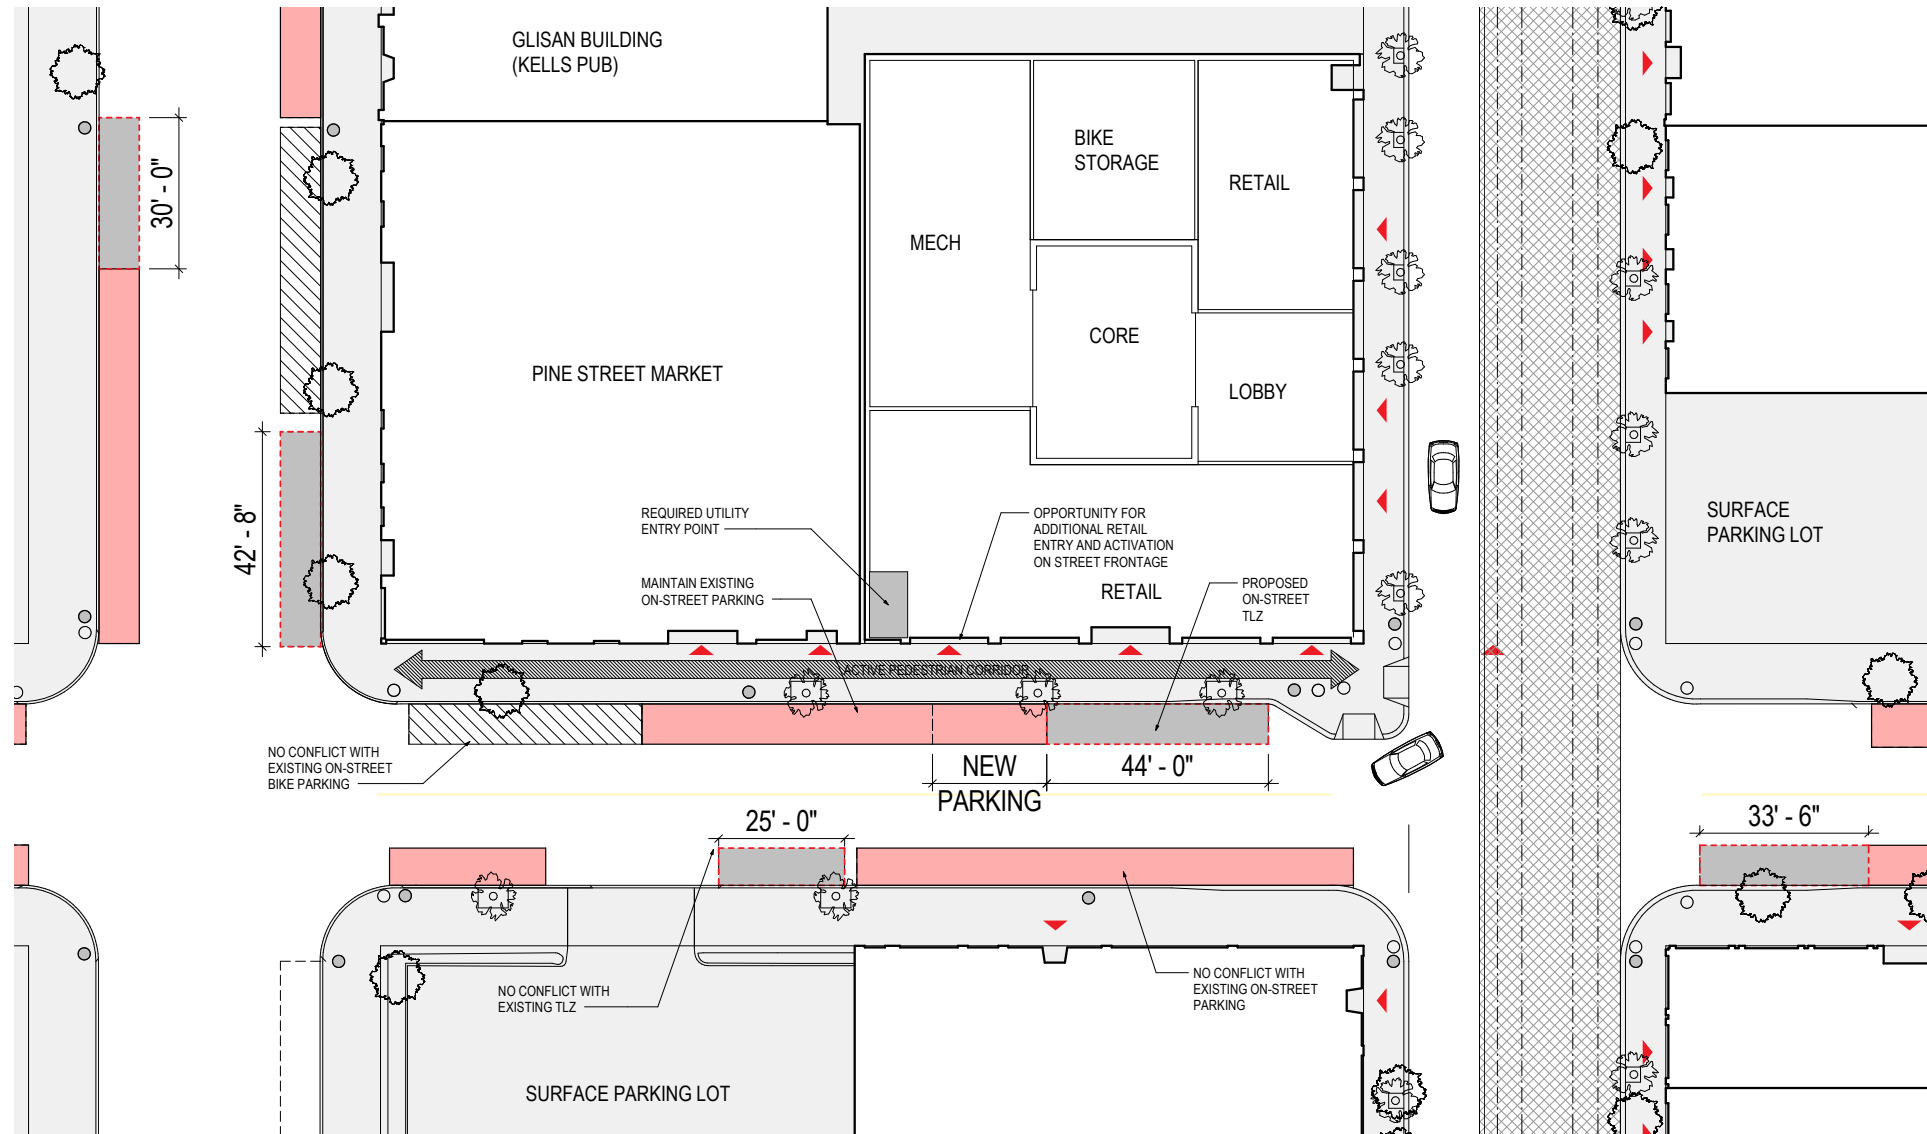 GLISAN BUILDING
(KELLS PUB)
BIKE
STORAGE
RETAIL
30' - 0"
MECH
CORE
PINE STREET MARKET
LOBBY
42' - 8"
REQUIRED UTILITY
ENTRY POINT
OPPORTUNITY FOR
ADDITIONAL RETAIL
ENTRY AND ACTIVATION
ON STREET FRONTAGE
SURFACE
PARKING LOT
MAINTAIN EXISTING
ON-STREET PARKING
RETAIL
PROPOSED
ON-STREET
TLZ
ACTIVE PEDESTRIAN CORRIDOR
NO CONFLICT WITH
EXISTING ON-STREET
BIKE PARKING
NEW
PARKING
44' - 0"
25' - 0"
33' - 6"
NO CONFLICT WITH
EXISTING TLZ
NO CONFLICT WITH
EXISTING ON-STREET
PARKING
SURFACE PARKING LOT